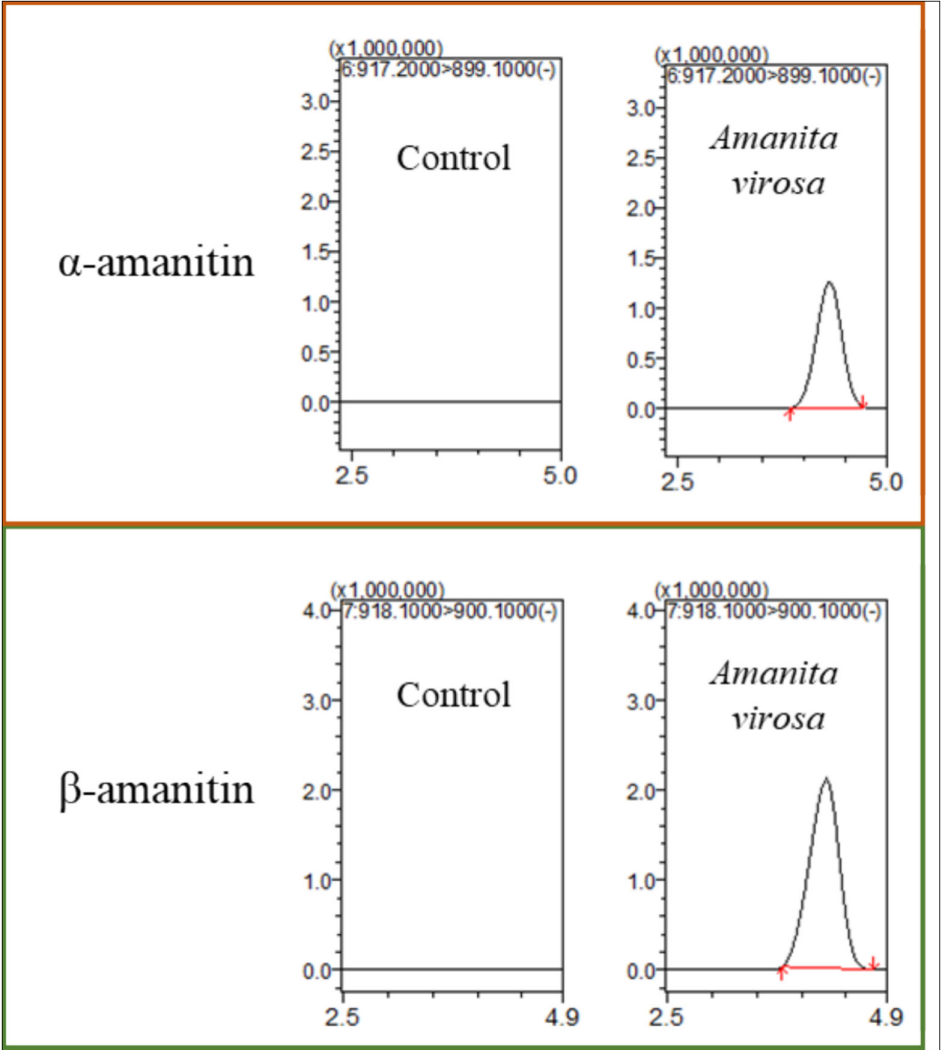 (x1,000,000)
6:917.2000>899.1000(-)
3.0
2.5
2.0
1.5
1.0
0.5
0.0
2.5 5.0
Control
(x1,000,000)
6:917.2000>899.1000(-)
3.0
2.5
2.0
1.5
1.0
0.5
0.0
2.5 5.0
Amanita
virosa
α-amanitin
(x1,000,000)
4.0
7:918.1000>900.1000(-)
3.0
2.0
1.0
0.0
2.5 4.9
Control
(x1,000,000)
4.0
7:918.1000>900.1000(-)
3.0
2.0
1.0
0.0
2.5 4.9
Amanita
virosa
β-amanitin